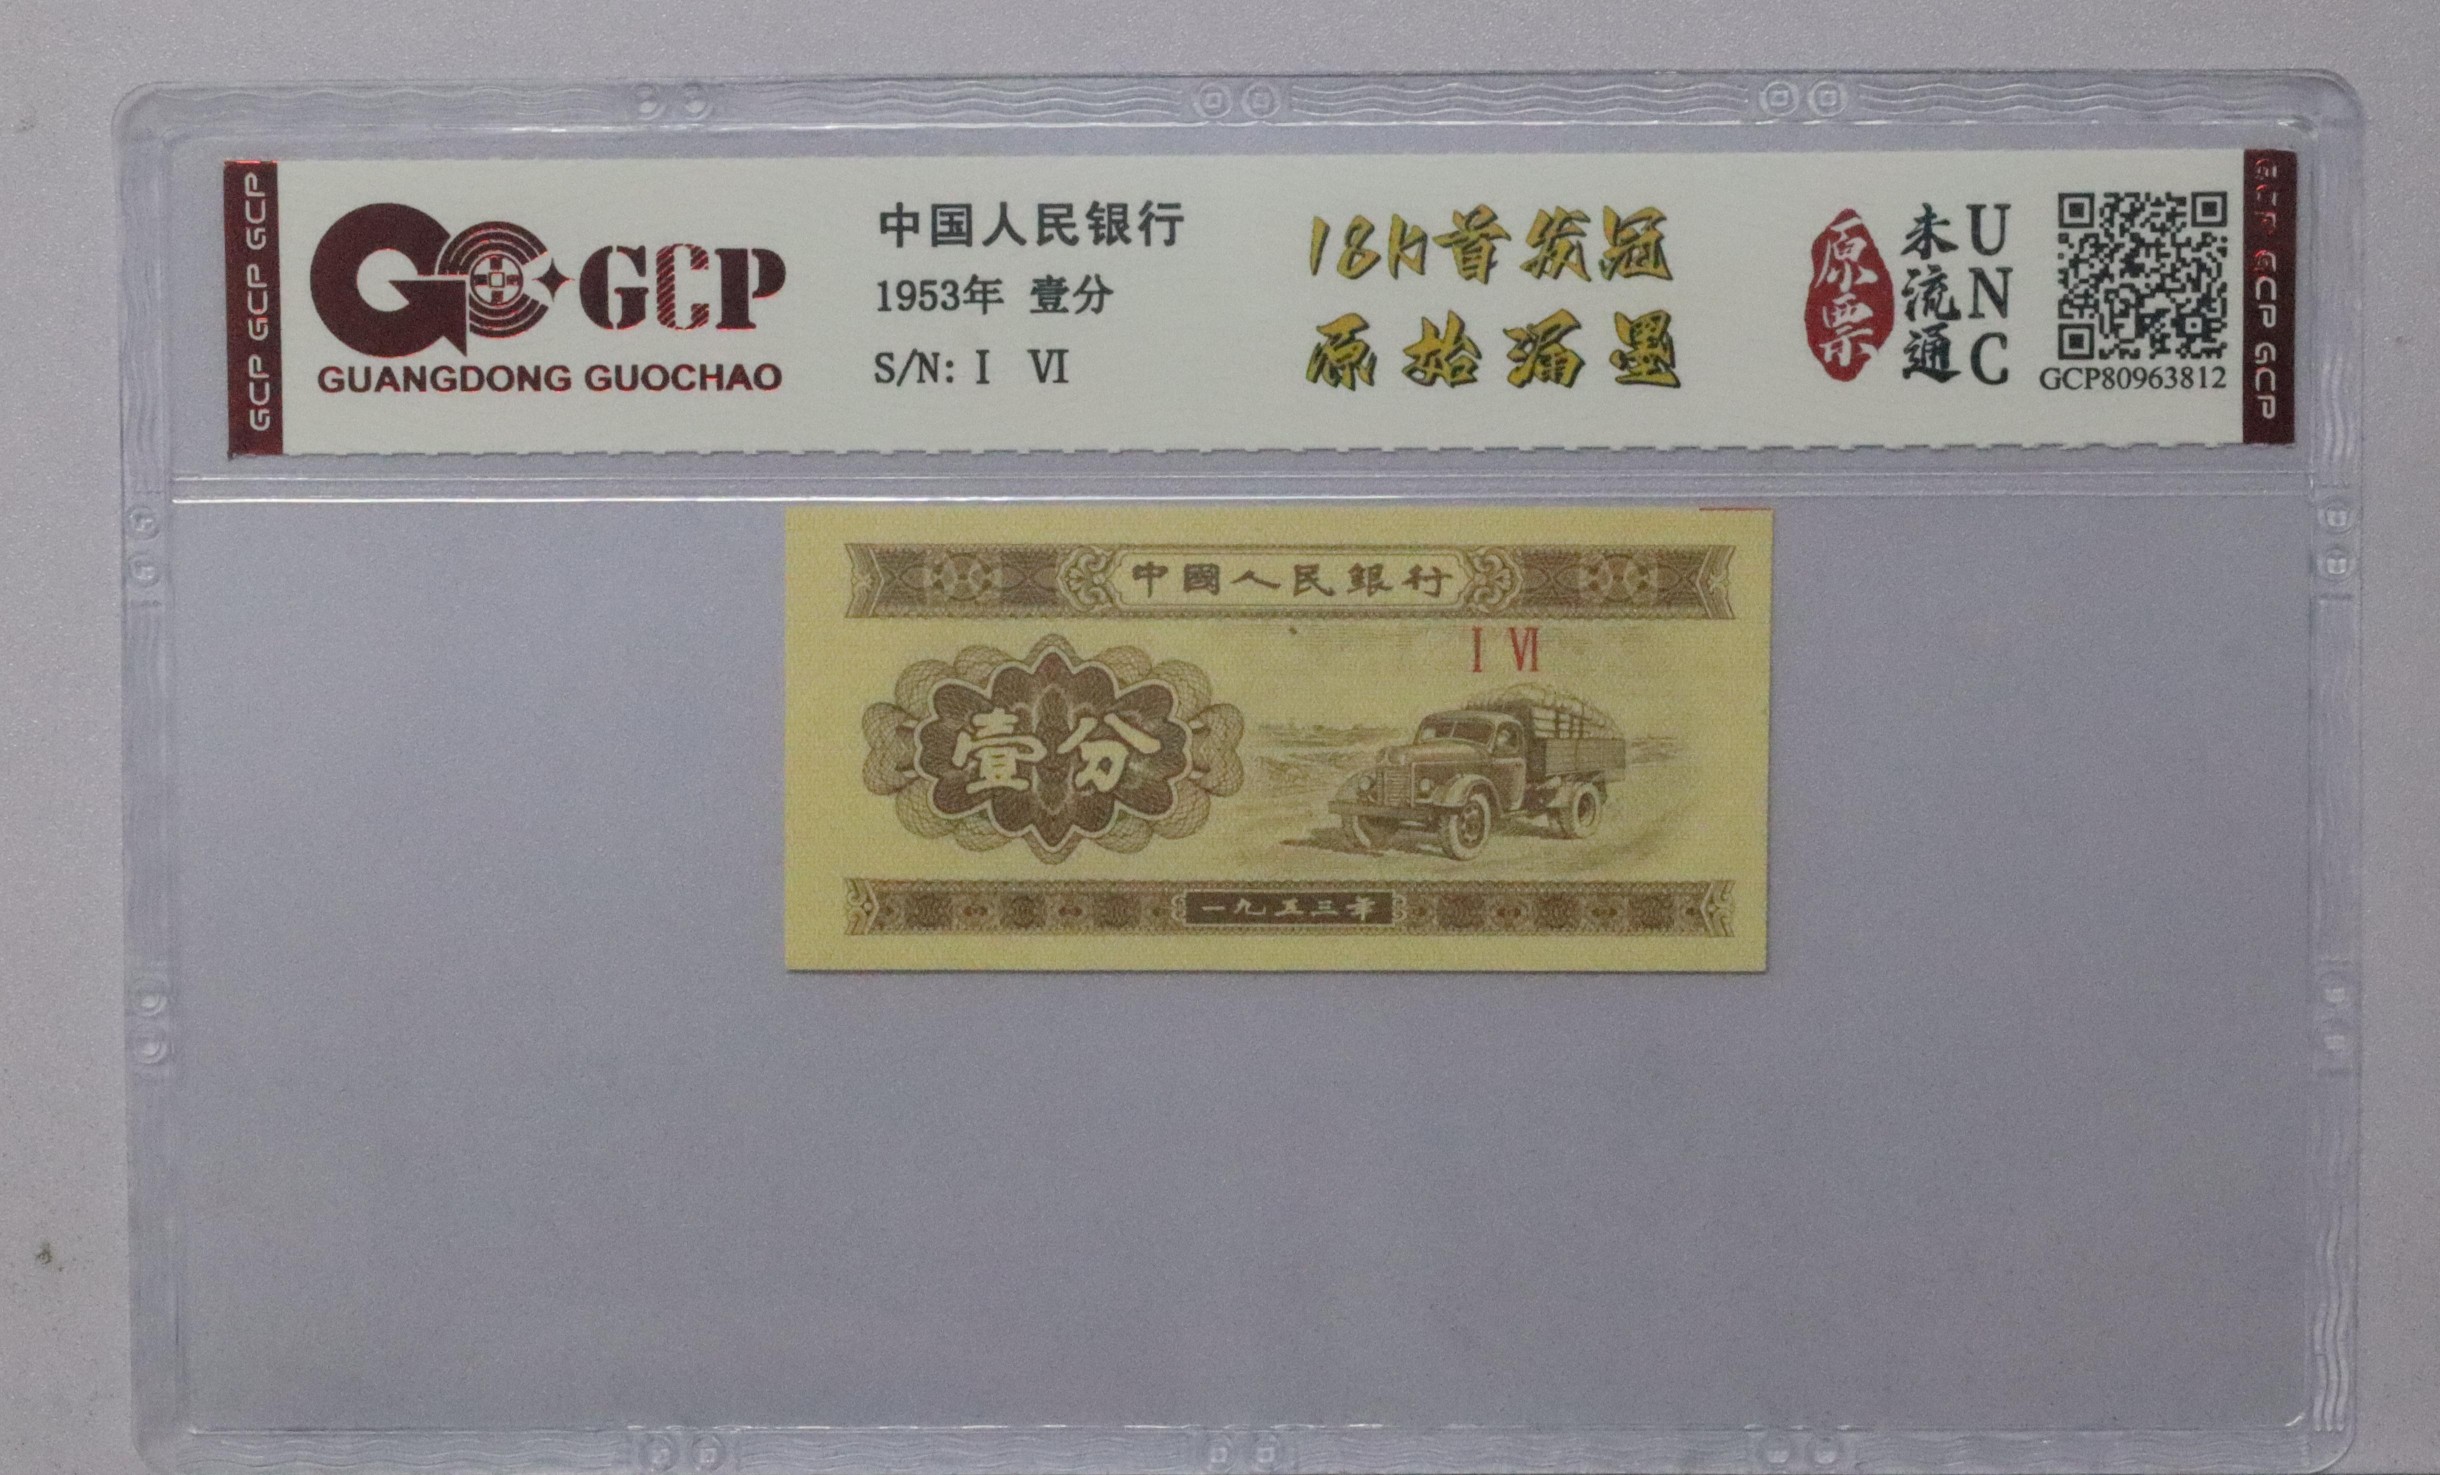 GCP GCP GCP
GCP
GUANGDONG GUOCHAO
中国人民银行
1953年 壹分
S/N: I VI
18h首发冠
原始漏墨
原票
未流通
UNC
GCP80963812
GCP GCP GCP
中國人民銀行
I VI
壹分
一九五三年